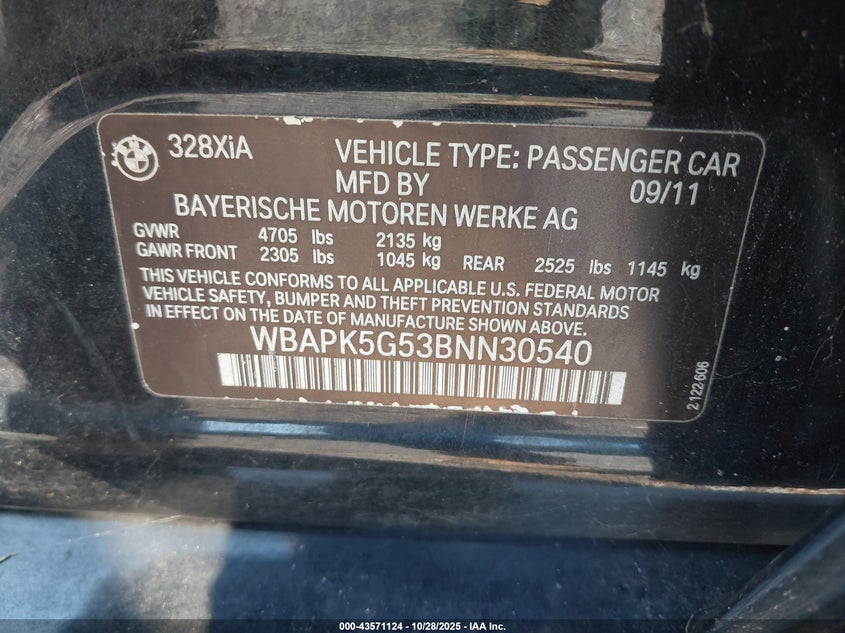 328XiA VEHICLE TYPE: PASSENGER CAR
MFD BY 09/11
BAYERISCHE MOTOREN WERKE AG
GVWR 4705 lbs 2135 kg
GAWR FRONT 2305 lbs 1045 kg REAR 2525 lbs 1145 kg
THIS VEHICLE CONFORMS TO ALL APPLICABLE U.S. FEDERAL MOTOR
VEHICLE SAFETY, BUMPER AND THEFT PREVENTION STANDARDS
IN EFFECT ON THE DATE OF MANUFACTURE SHOWN ABOVE.
WBAPK5G53BNN30540
2 122 606
000-43571124 | 10/28/2025 - IAA Inc.